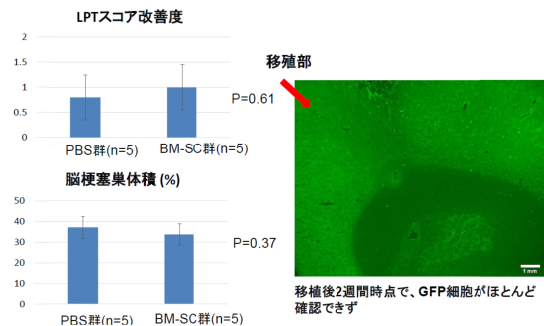 LPTスコア改善度
2
1.5
1
0.5
0
PBS群(n=5)
BM-SC群(n=5)
P=0.61
脳梗塞巣体積 (%)
50
40
30
20
10
0
PBS群(n=5)
BM-SC群(n=5)
P=0.37
移殖部
1 mm
移植後2週間時点で、GFP細胞がほとんど
確認できず